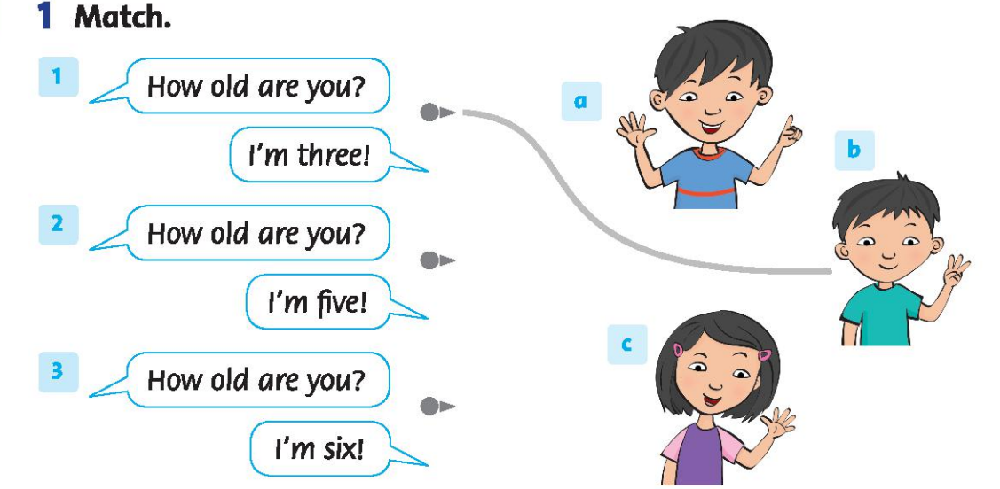 1 Match.
1
How old are you?
I'm three!
2
How old are you?
I'm five!
3
How old are you?
I'm six!
a
b
c